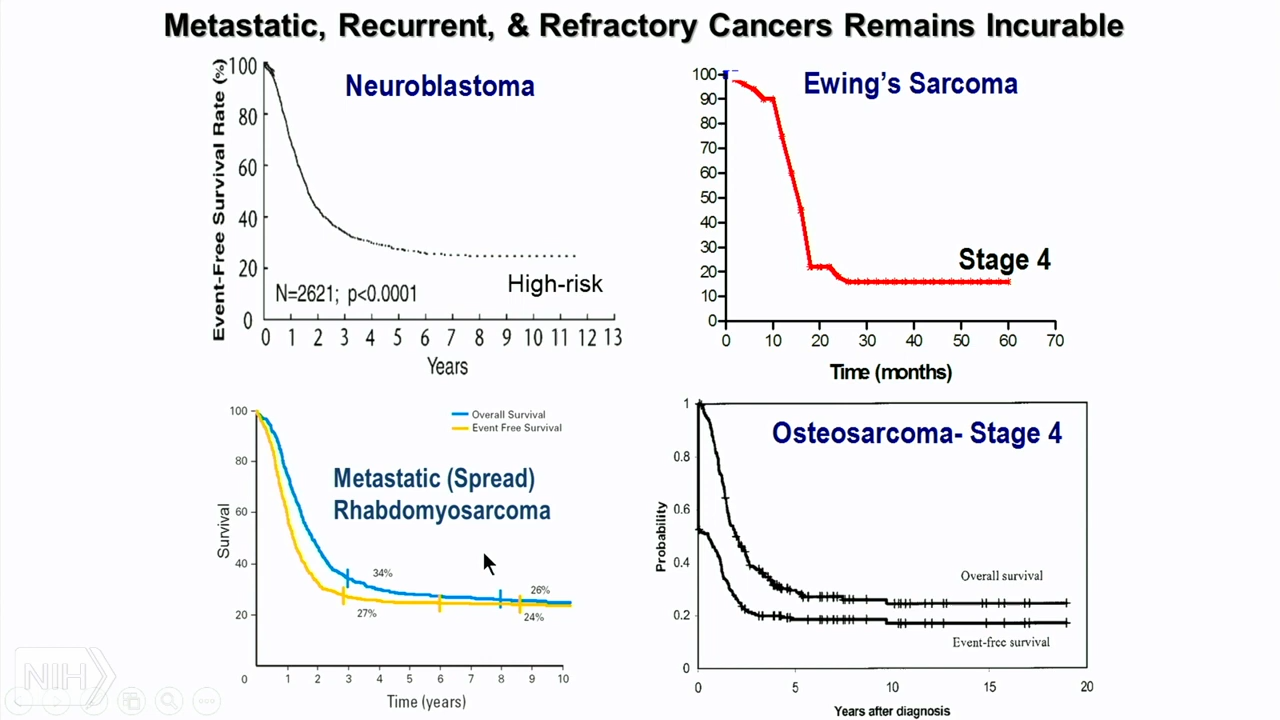 Metastatic, Recurrent, & Refractory Cancers Remains Incurable
Neuroblastoma
Event-Free Survival Rate (%)
100
80
60
40
20
0
N=2621; p<0.0001
High-risk
0 1 2 3 4 5 6 7 8 9 10 11 12 13
Years
Ewing's Sarcoma
100
90
80
70
60
50
40
30
20
10
0
Stage 4
0 10 20 30 40 50 60 70
Time (months)
Overall Survival
Event Free Survival
Metastatic (Spread)
Rhabdomyosarcoma
Survival
100
80
60
40
20
34%
27%
26%
24%
0 1 2 3 4 5 6 7 8 9 10
Time (years)
Osteosarcoma- Stage 4
Probability
1
0.8
0.6
0.4
0.2
0
Overall survival
Event-free survival
0 5 10 15 20
Years after diagnosis
NIH